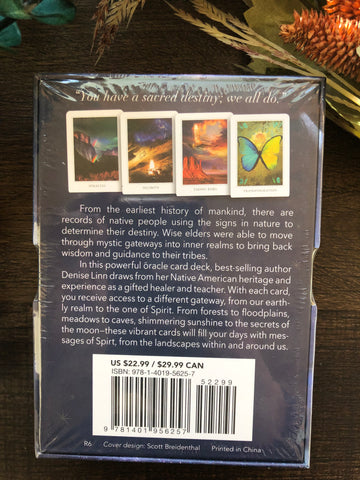 “You have a sacred destiny; we all do.”
From the earliest history of mankind, there are
records of native people using the signs in nature to
determine their destiny. Wise elders were able to move
through mystic gateways into inner realms to bring back
wisdom and guidance to their tribes.
In this powerful oracle card deck, best-selling author
Denise Linn draws from her Native American heritage and
experience as a gifted healer and teacher. With each card,
you receive access to a different gateway, from our earth-
ly realm to the one of Spirit. From forests to floodplains,
meadows to caves, shimmering sunshine to the secrets of
the moon—these vibrant cards will fill your days with mes-
sages of Spirt, from the landscapes within and around us.
US $22.99 / $29.99 CAN
ISBN: 978-1-4019-5625-7
52299
9 781401 956257
R6 Cover design: Scott Breidenthal Printed in China